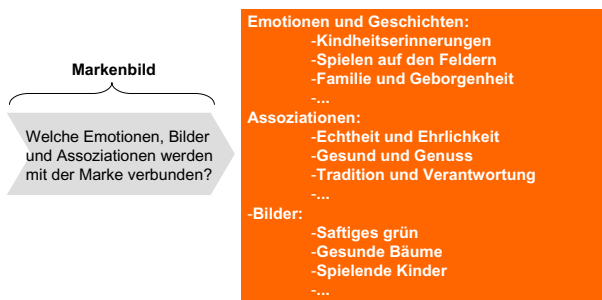 Markenbild
Welche Emotionen, Bilder
und Assoziationen werden
mit der Marke verbunden?
Emotionen und Geschichten:
-Kindheitserinnerungen
-Spielen auf den Feldern
-Familie und Geborgenheit
-...
Assoziationen:
-Echtheit und Ehrlichkeit
-Gesund und Genuss
-Tradition und Verantwortung
-...
-Bilder:
-Saftiges grün
-Gesunde Bäume
-Spielende Kinder
-...